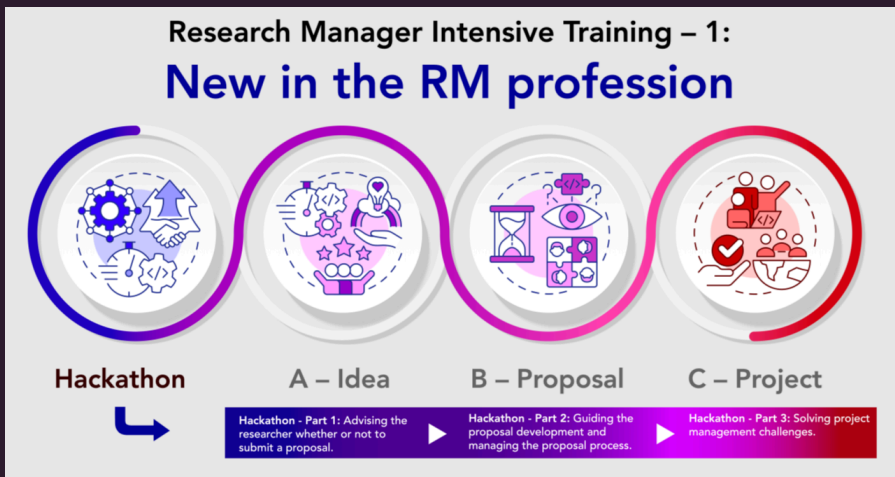 Research Manager Intensive Training – 1:
New in the RM profession
</>
</>
</>
Hackathon
A – Idea
B – Proposal
C – Project
Hackathon - Part 1: Advising the
researcher whether or not to
submit a proposal.
Hackathon - Part 2: Guiding the
proposal development and
managing the proposal process.
Hackathon - Part 3: Solving project
management challenges.